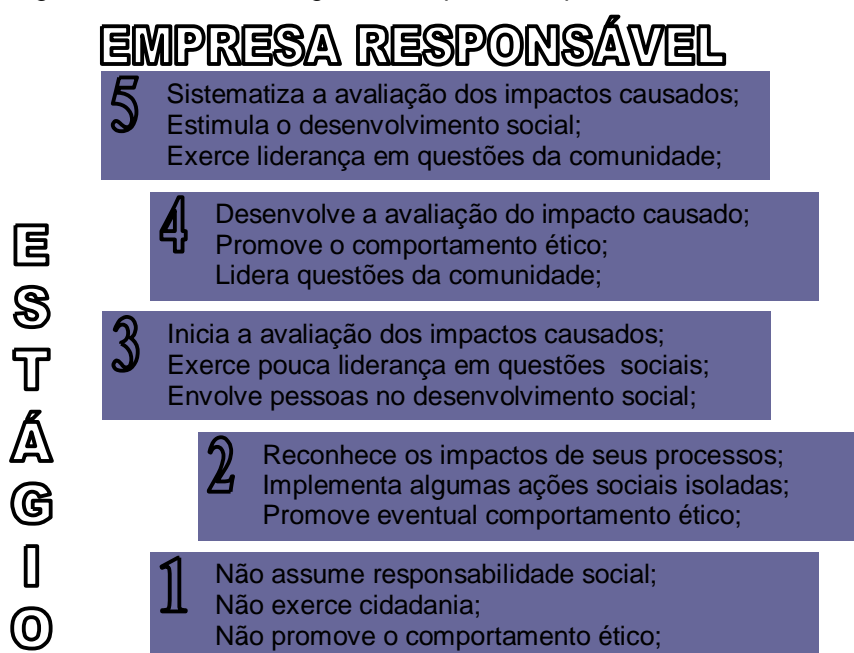 EMPRESA RESPONSÁVEL
5
Sistematiza a avaliação dos impactos causados;
Estimula o desenvolvimento social;
Exerce liderança em questões da comunidade;
4
Desenvolve a avaliação do impacto causado;
Promove o comportamento ético;
Lidera questões da comunidade;
3
Inicia a avaliação dos impactos causados;
Exerce pouca liderança em questões sociais;
Envolve pessoas no desenvolvimento social;
2
Reconhece os impactos de seus processos;
Implementa algumas ações sociais isoladas;
Promove eventual comportamento ético;
1
Não assume responsabilidade social;
Não exerce cidadania;
Não promove o comportamento ético;
ESTÁGIO